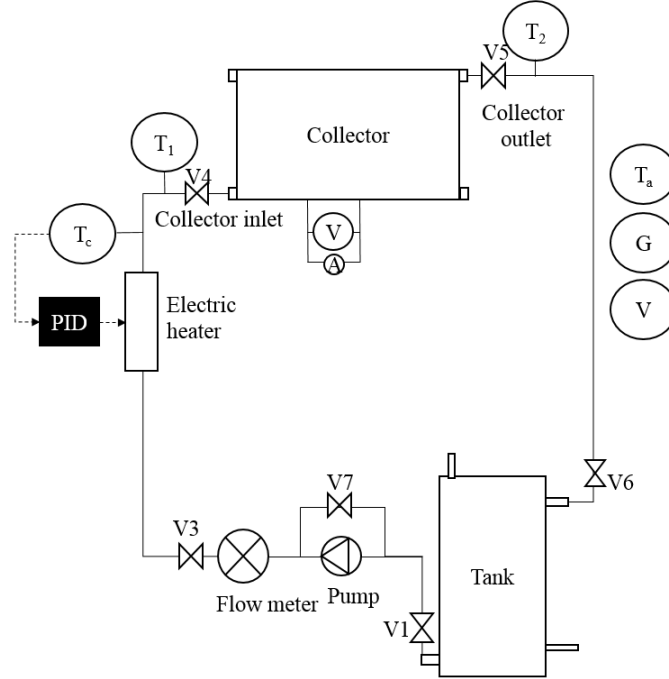 T2
V5
Collector
Collector
outlet
T1
V4
Collector inlet
Ta
Tc
V
A
G
PID
Electric
heater
V
V6
V7
V3
Flow meter
Pump
Tank
V1